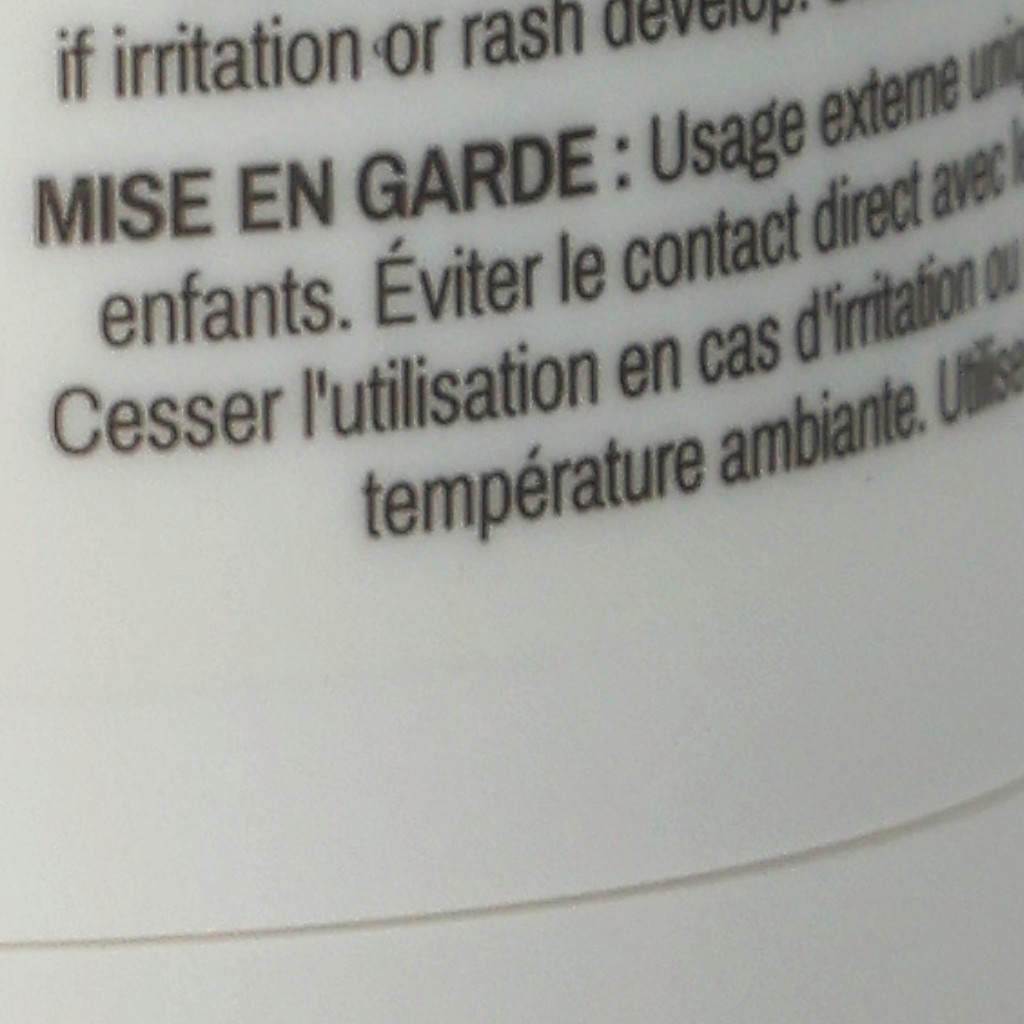 if irritation or rash develop.
MISE EN GARDE : Usage externe
enfants. Éviter le contact direct avec
Cesser l'utilisation en cas d'irritation ou
température ambiante.